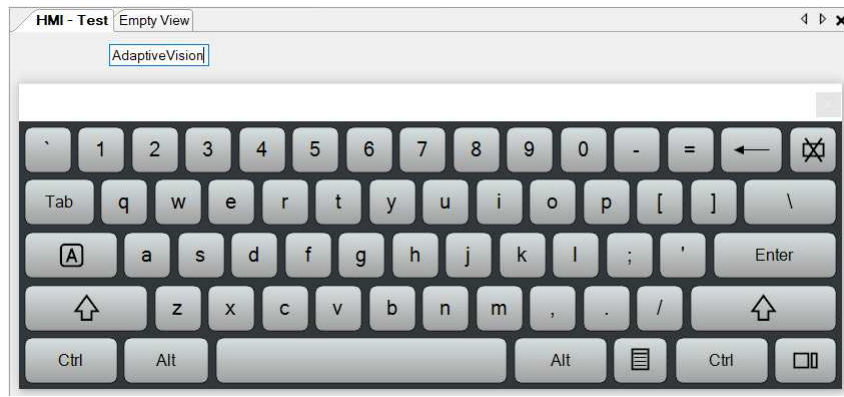 HMI - Test Empty View
AdaptiveVision
` 1 2 3 4 5 6 7 8 9 0 - =
Tab q w e r t y u i o p [ ] \
A a s d f g h j k l ; ' Enter
z x c v b n m , . /
Ctrl Alt Alt Ctrl